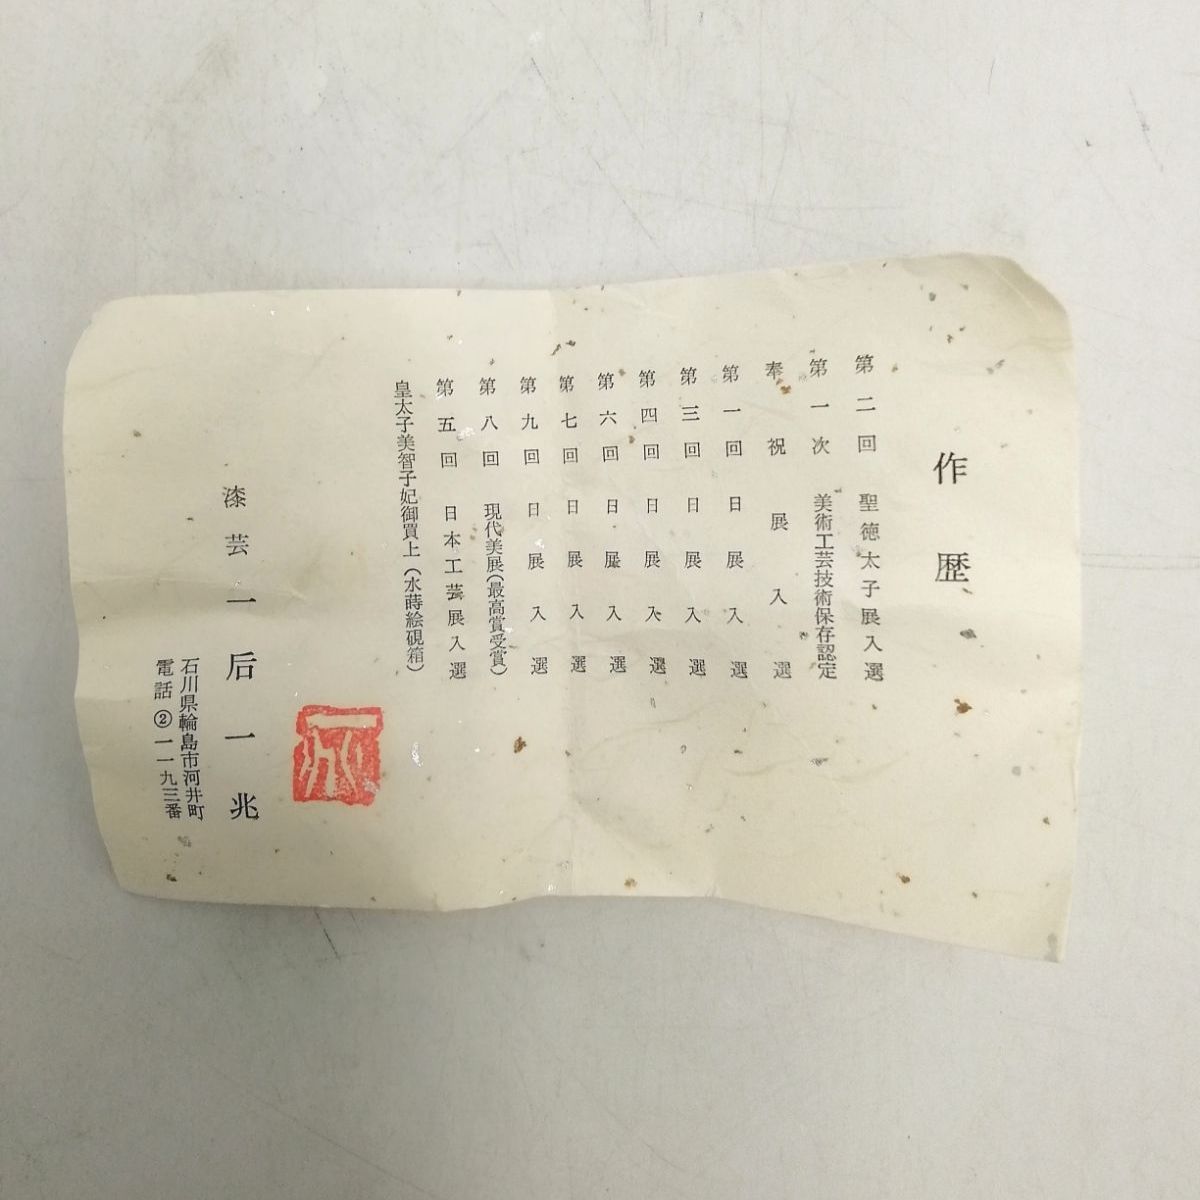 作歴
第二回 聖徳太子展入選
第一次 美術工芸技術保存認定
奉祝展入選
第一回日展入選
第三回日展入選
第四回日展入選
第六回日展入選
第七回日展入選
第九回日展入選
第八回 現代美展(最高賞受賞)
第五回 日本工芸展入選
皇太子美智子妃御買上(水蒔絵硯箱)
漆芸 一后一兆
石川県輪島市河井町
電話②一一九三番
一兆